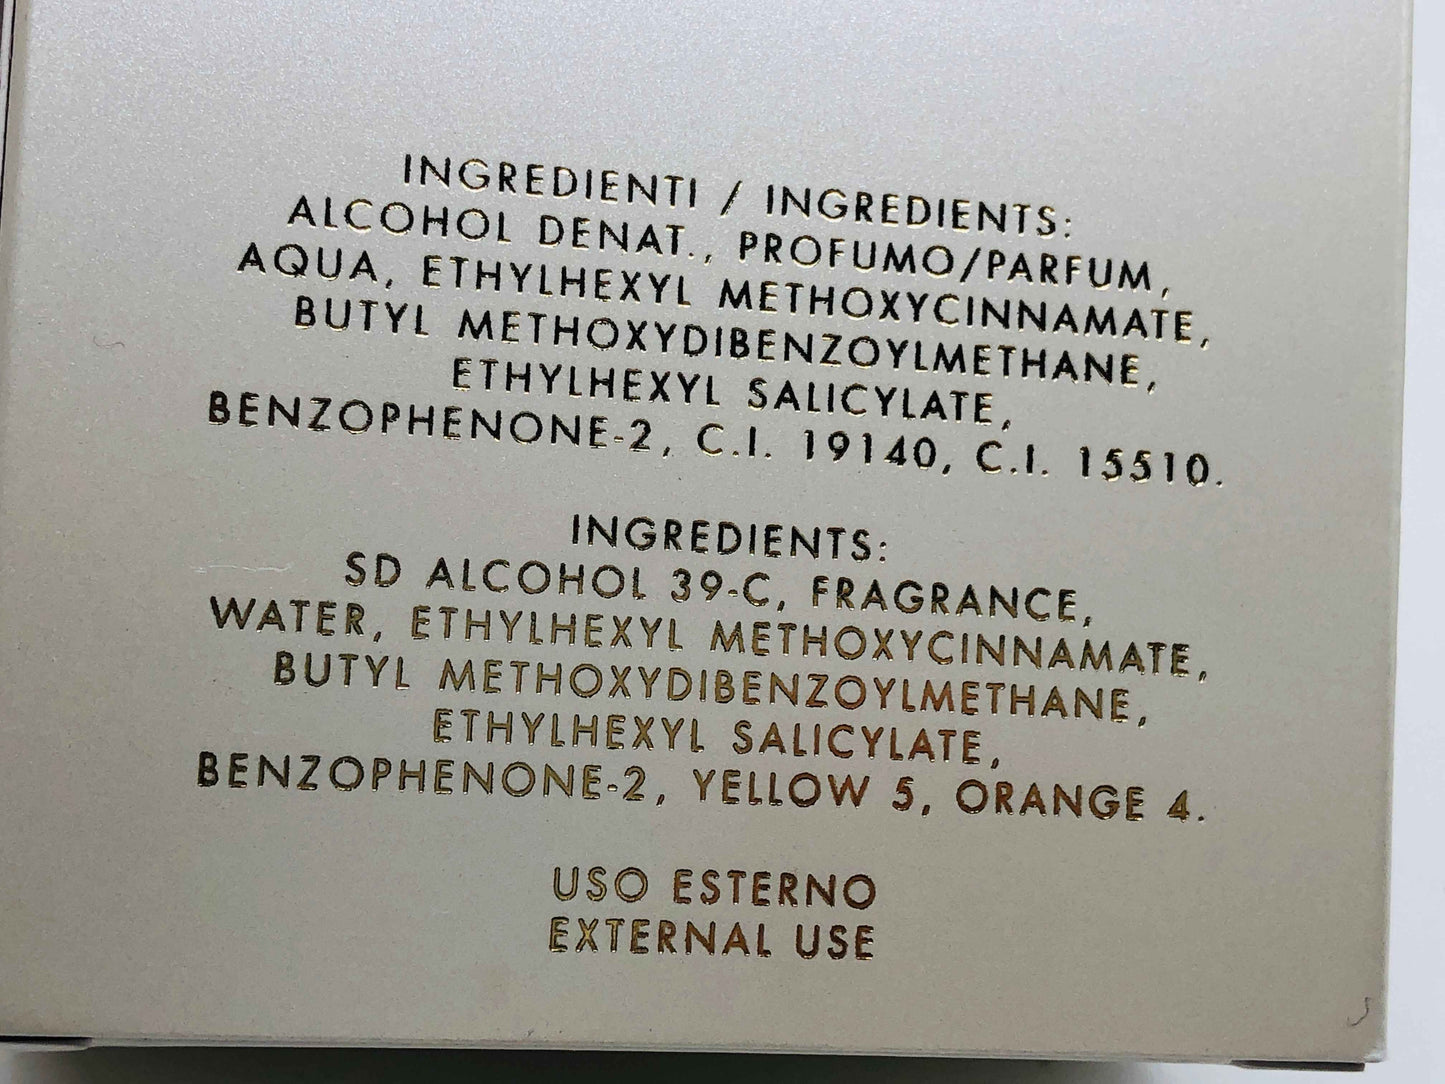 INGREDIENTI / INGREDIENTS:
ALCOHOL DENAT., PROFUMO/PARFUM,
AQUA, ETHYLHEXYL METHOXYCINNAMATE,
BUTYL METHOXYDIBENZOYLMETHANE,
ETHYLHEXYL SALICYLATE,
BENZOPHENONE-2, C.I. 19140, C.I. 15510.
INGREDIENTS:
SD ALCOHOL 39-C, FRAGRANCE,
WATER, ETHYLHEXYL METHOXYCINNAMATE,
BUTYL METHOXYDIBENZOYLMETHANE,
ETHYLHEXYL SALICYLATE,
BENZOPHENONE-2, YELLOW 5, ORANGE 4.
USO ESTERNO
EXTERNAL USE